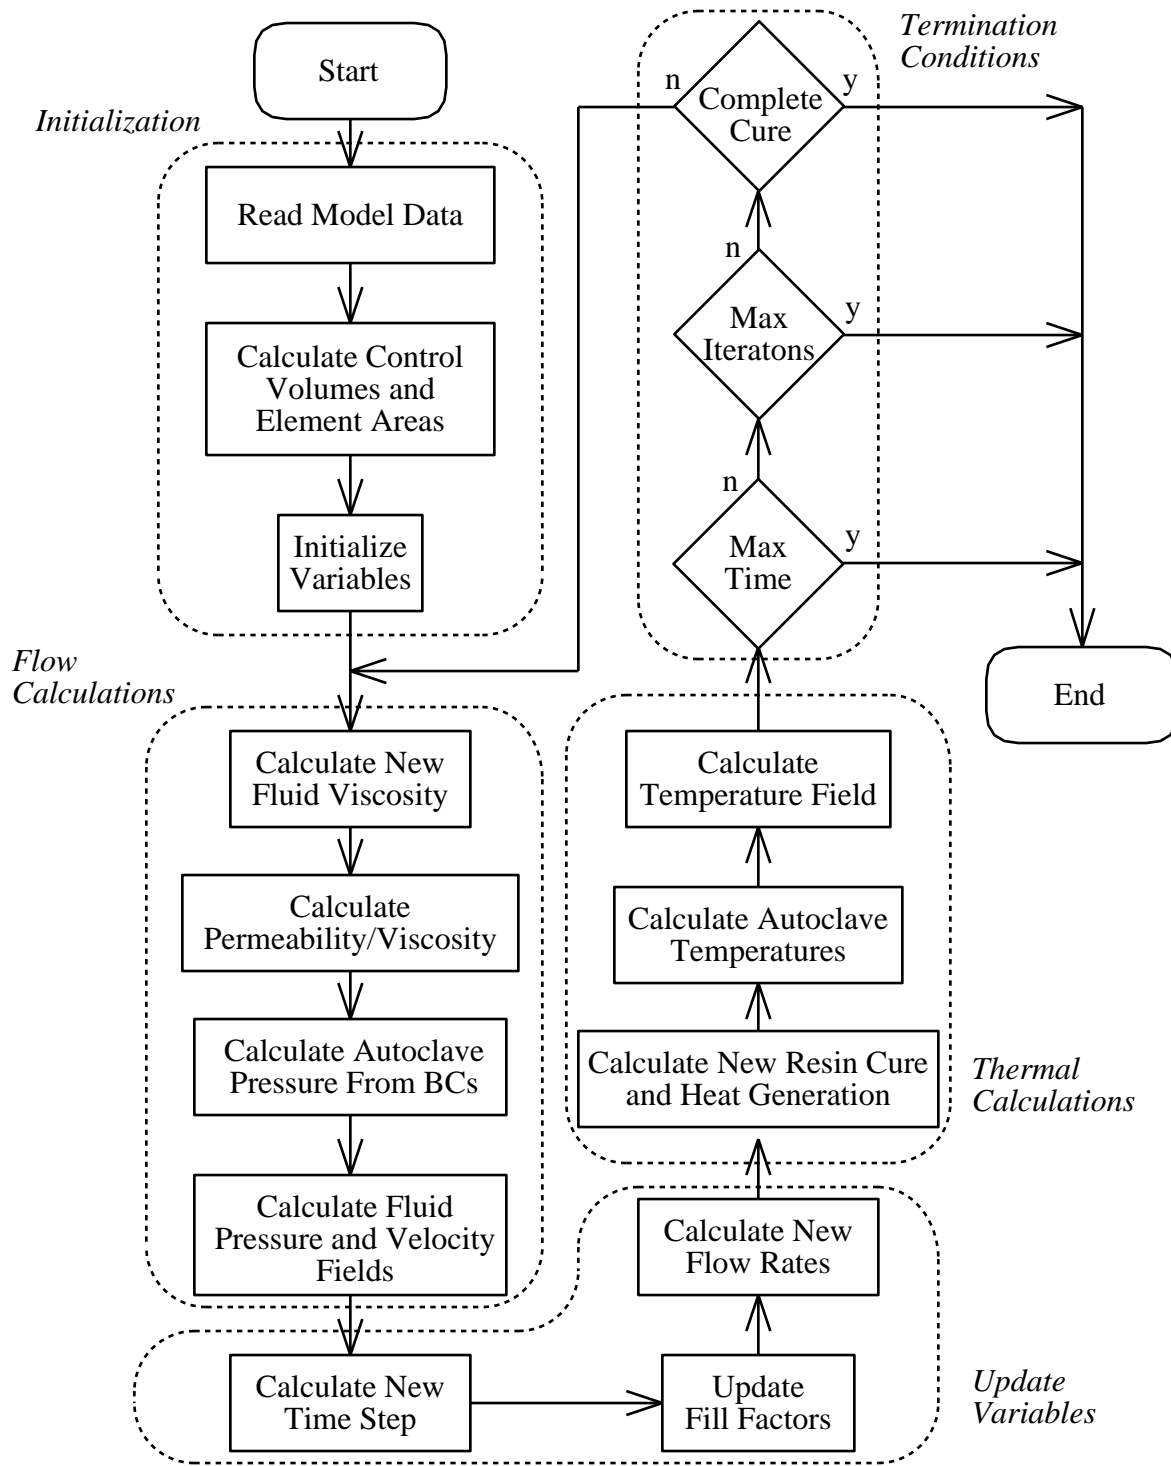 Start
Initialization
Read Model Data
Calculate Control
Volumes and
Element Areas
Initialize
Variables
Flow
Calculations
Calculate New
Fluid Viscosity
Calculate
Permeability/Viscosity
Calculate Autoclave
Pressure From BCs
Calculate Fluid
Pressure and Velocity
Fields
Calculate New
Time Step
Update
Fill Factors
Calculate New
Flow Rates
Update
Variables
Calculate New Resin Cure
and Heat Generation
Thermal
Calculations
Calculate Autoclave
Temperatures
Calculate
Temperature Field
Max
Time
n
y
Max
Iteratons
n
y
Complete
Cure
n
y
Termination
Conditions
End